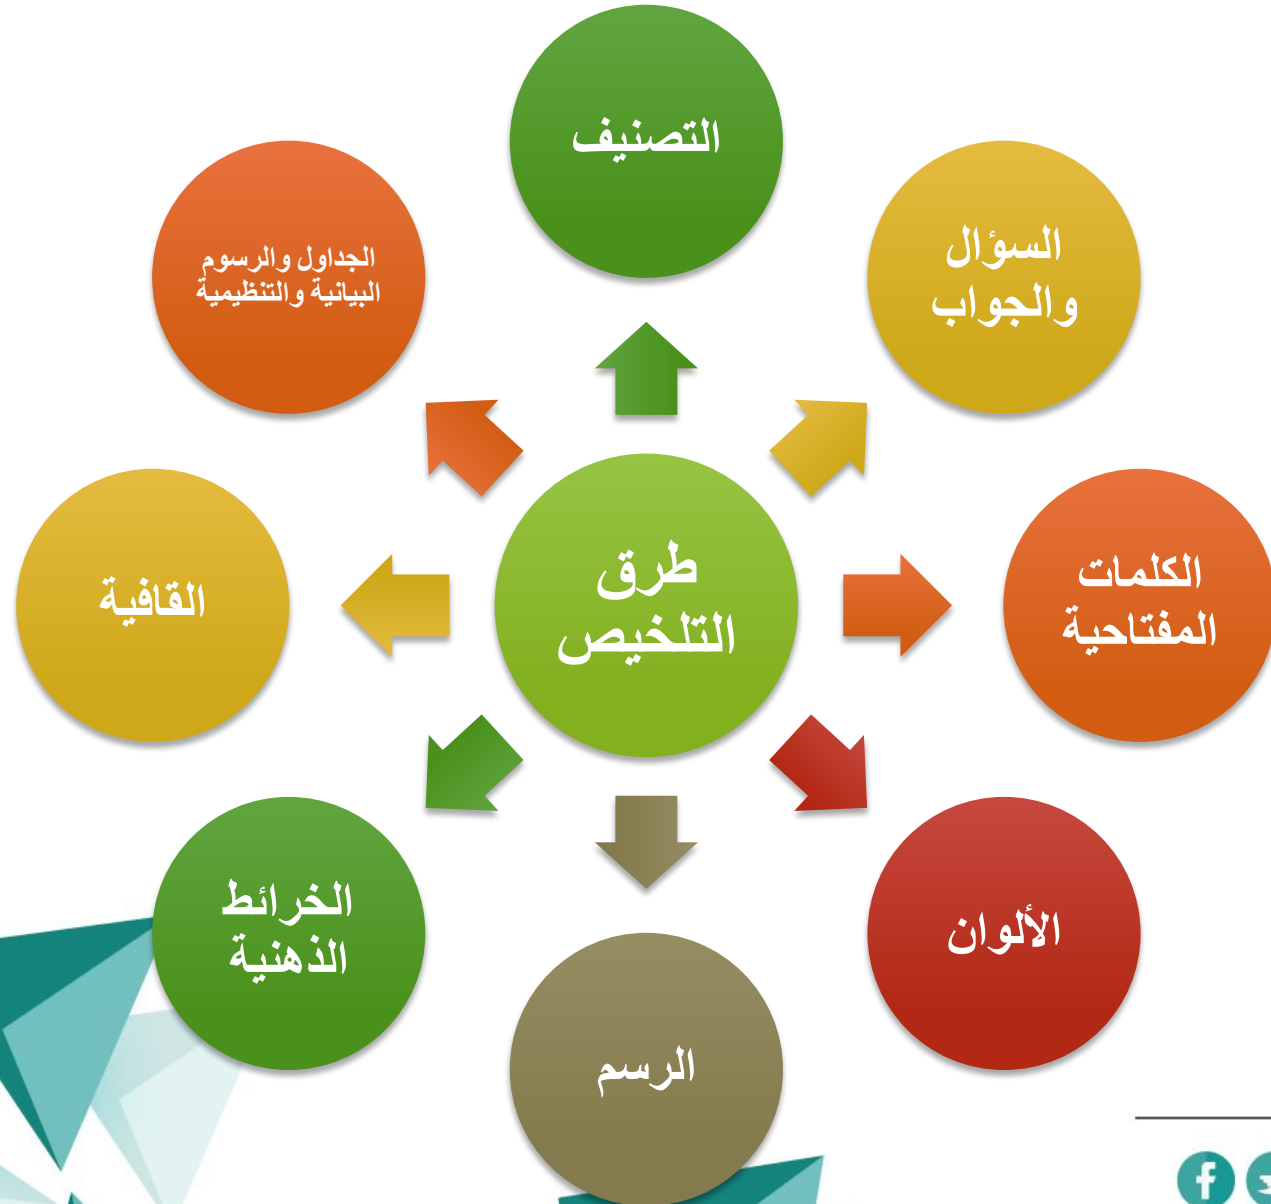 التصنيف
السؤال
والجواب
الجداول والرسوم
البيانية والتنظيمية
طرق
التلخيص
الكلمات
المفتاحية
القافية
الألوان
الخرائط
الذهنية
الرسم